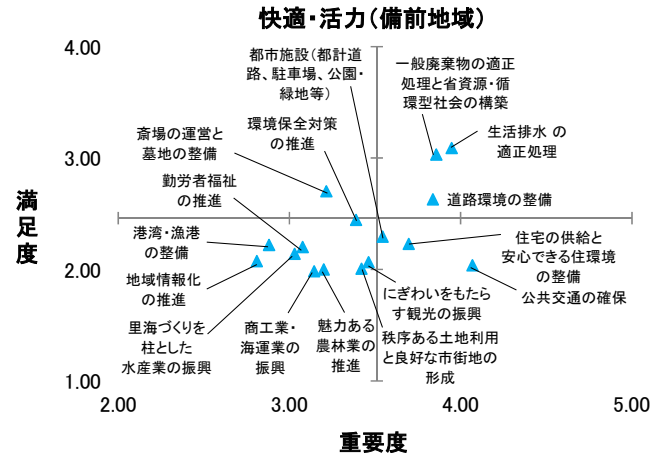 快適・活力（備前地域）
4.00
3.00
2.00
1.00
満足度
都市施設（都計道
路、駐車場、公園・
緑地等）
一般廃棄物の適正
処理と省資源・循
環型社会の構築
生活排水 の
適正処理
環境保全対策
の推進
斎場の運営と
墓地の整備
勤労者福祉
の推進
道路環境の整備
港湾・漁港
の整備
住宅の供給と
安心できる住環境
の整備
地域情報化
の推進
公共交通の確保
里海づくりを
柱とした
水産業の振興
商工業・
海運業の
振興
魅力ある
農林業の
推進
にぎわいをもたら
す観光の振興
秩序ある土地利用
と良好な市街地の
形成
2.00
3.00
4.00
5.00
重要度